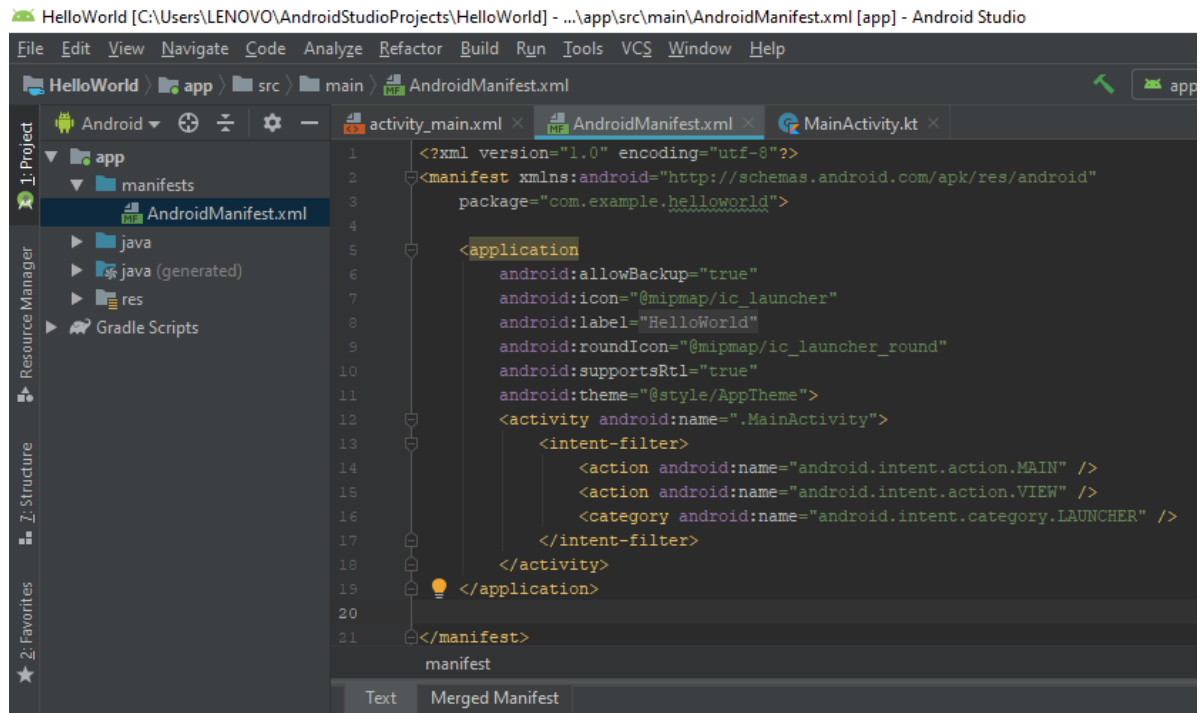 HelloWorld [C:\Users\LENOVO\AndroidStudioProjects\HelloWorld] - ...\app\src\main\AndroidManifest.xml [app] - Android Studio
File Edit View Navigate Code Analyze Refactor Build Run Tools VCS Window Help
HelloWorld app src main AndroidManifest.xml app
Android activity_main.xml AndroidManifest.xml MainActivity.kt
1: Project
Resource Manager
7: Structure
2: Favorites
app
manifests
AndroidManifest.xml
java
java (generated)
res
Gradle Scripts
1 <?xml version="1.0" encoding="utf-8"?>
2 <manifest xmlns:android="http://schemas.android.com/apk/res/android"
3 package="com.example.helloworld">
4
5 <application
6 android:allowBackup="true"
7 android:icon="@mipmap/ic_launcher"
8 android:label="HelloWorld"
9 android:roundIcon="@mipmap/ic_launcher_round"
10 android:supportsRtl="true"
11 android:theme="@style/AppTheme">
12 <activity android:name=".MainActivity">
13 <intent-filter>
14 <action android:name="android.intent.action.MAIN" />
15 <action android:name="android.intent.action.VIEW" />
16 <category android:name="android.intent.category.LAUNCHER" />
17 </intent-filter>
18 </activity>
19 </application>
20
21 </manifest>
manifest
Text Merged Manifest